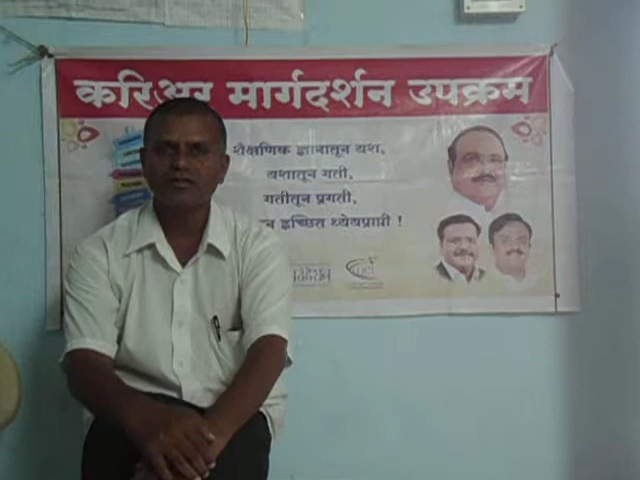 करिअर मार्गदर्शन उपक्रम
शैक्षणिक ज्ञानातून यश,
यशातून गती,
गतीतून प्रगती,
इच्छित ध्येयप्राप्ती !